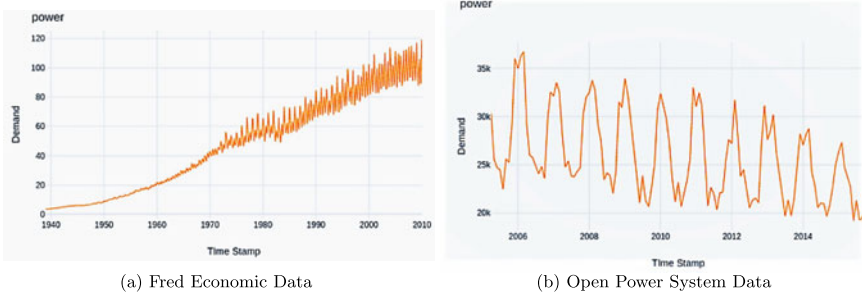 power
120
100
80
60
40
20
0
Demand
1940
1950
1960
1970
1980
1990
2000
2010
Time Stamp
(a) Fred Economic Data
power
35k
30k
25k
20k
Demand
2006
2008
2010
2012
2014
Time Stamp
(b) Open Power System Data